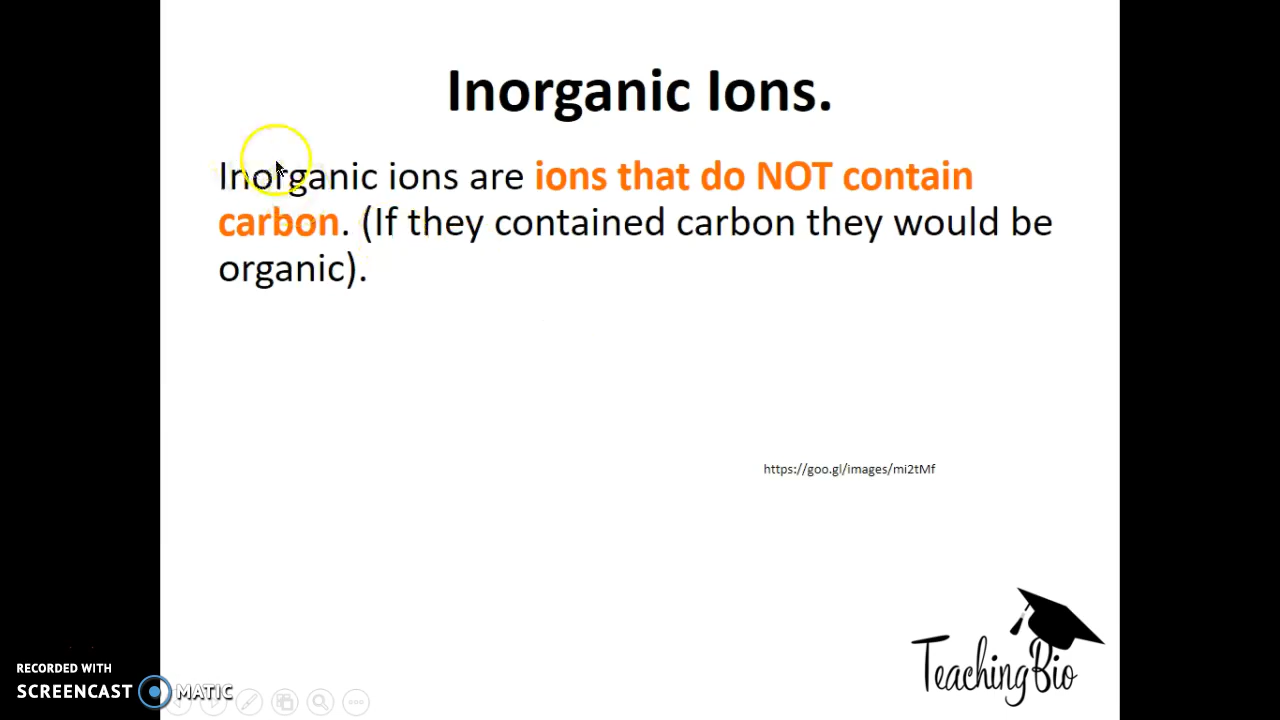 Inorganic Ions.
Inorganic ions are ions that do NOT contain
carbon. (If they contained carbon they would be
organic).
https://goo.gl/images/mi2tMf
TeachingBio
RECORDED WITH
SCREENCAST MATIC